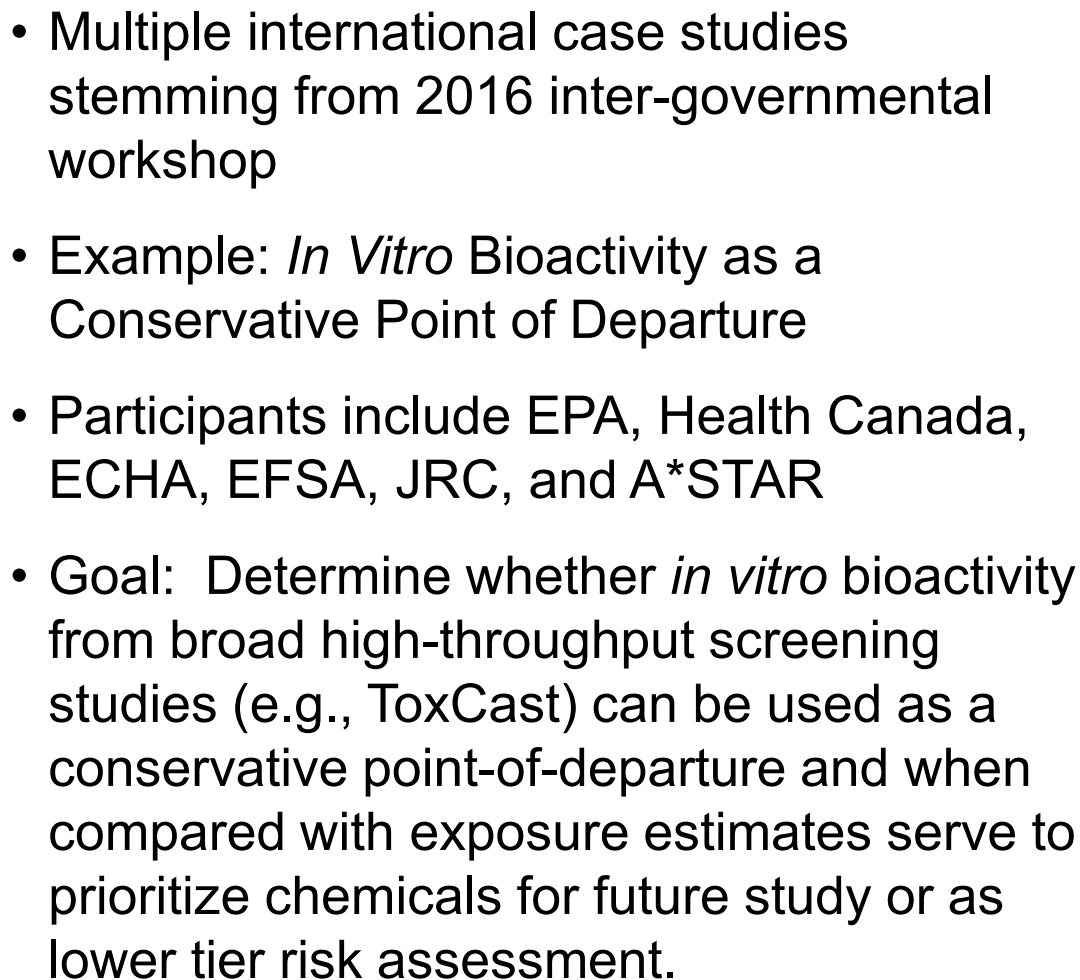 • Multiple international case studies
stemming from 2016 inter-governmental
workshop
• Example: In Vitro Bioactivity as a
Conservative Point of Departure
• Participants include EPA, Health Canada,
ECHA, EFSA, JRC, and A*STAR
• Goal:  Determine whether in vitro bioactivity
from broad high-throughput screening
studies (e.g., ToxCast) can be used as a
conservative point-of-departure and when
compared with exposure estimates serve to
prioritize chemicals for future study or as
lower tier risk assessment.